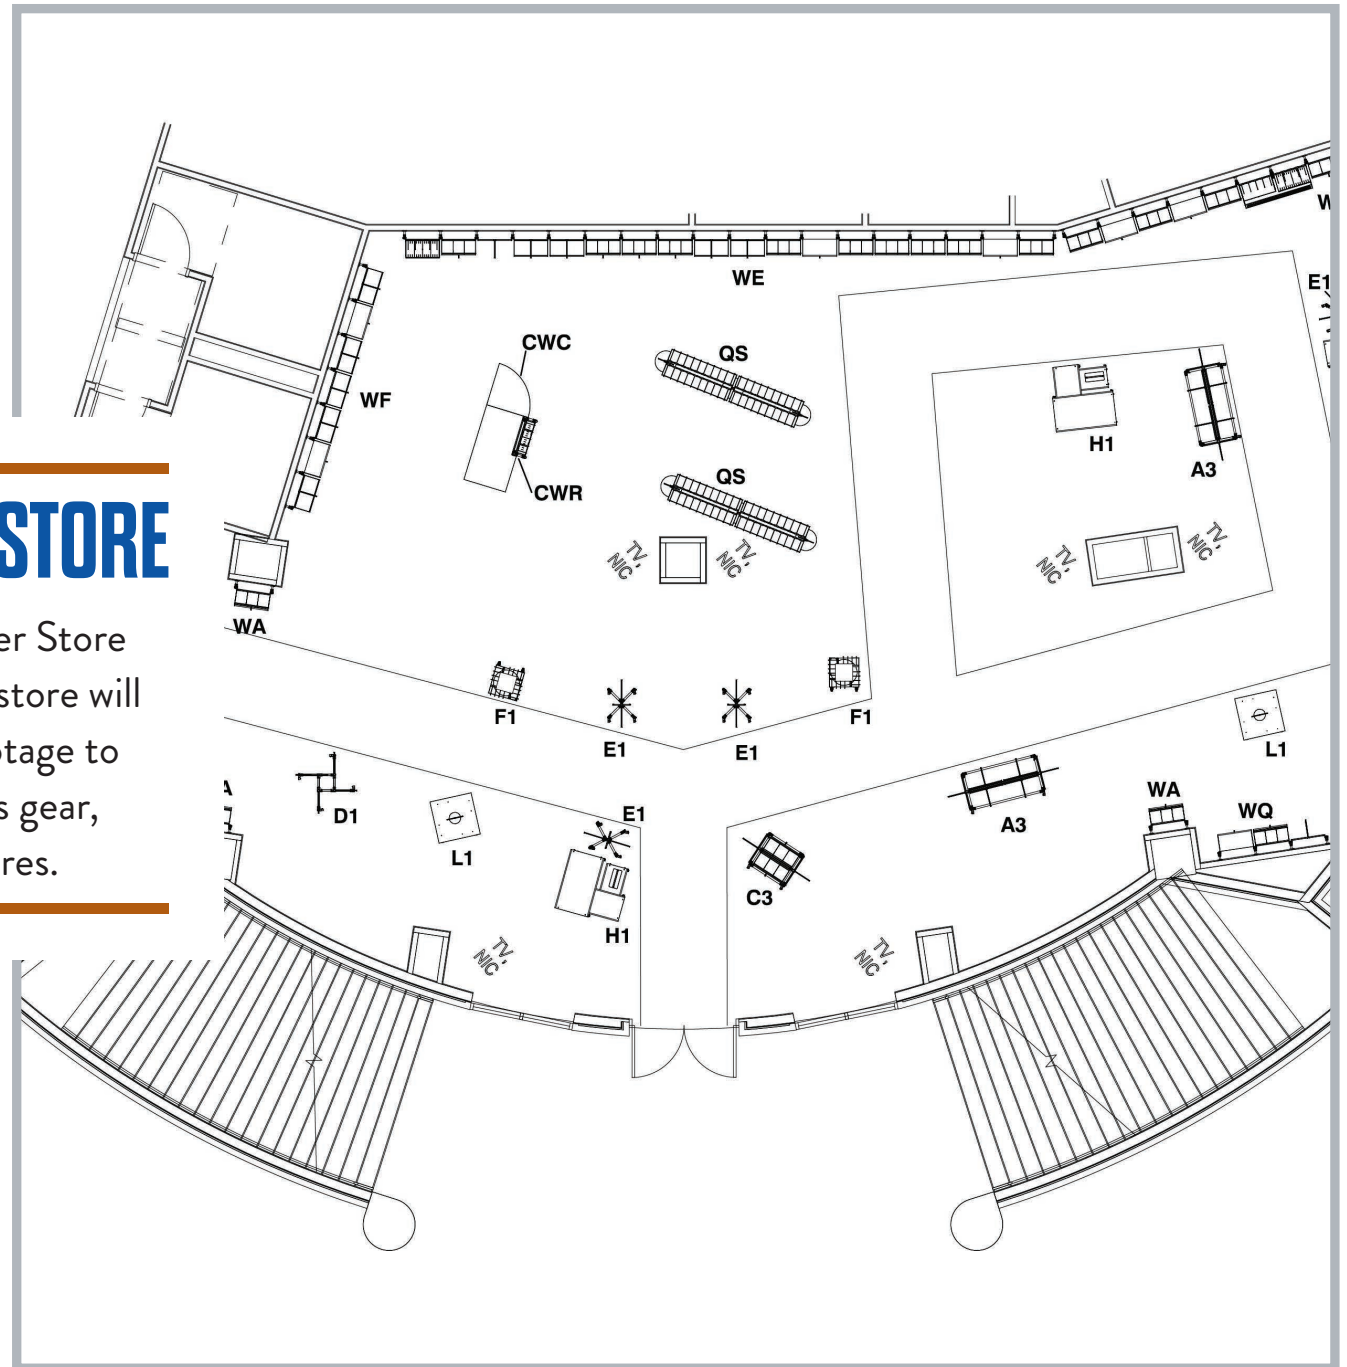 WE
W
E1
CWC
QS
WF
H1
A3
QS
CWR
TV,
NIC
TV,
NIC
TV,
NIC
TV,
NIC
STORE
er Store
store will
otage to
s gear,
res.
WA
F1
E1
E1
F1
L1
A
D1
L1
E1
H1
C3
A3
WA
WQ
TV,
NIC
TV,
NIC